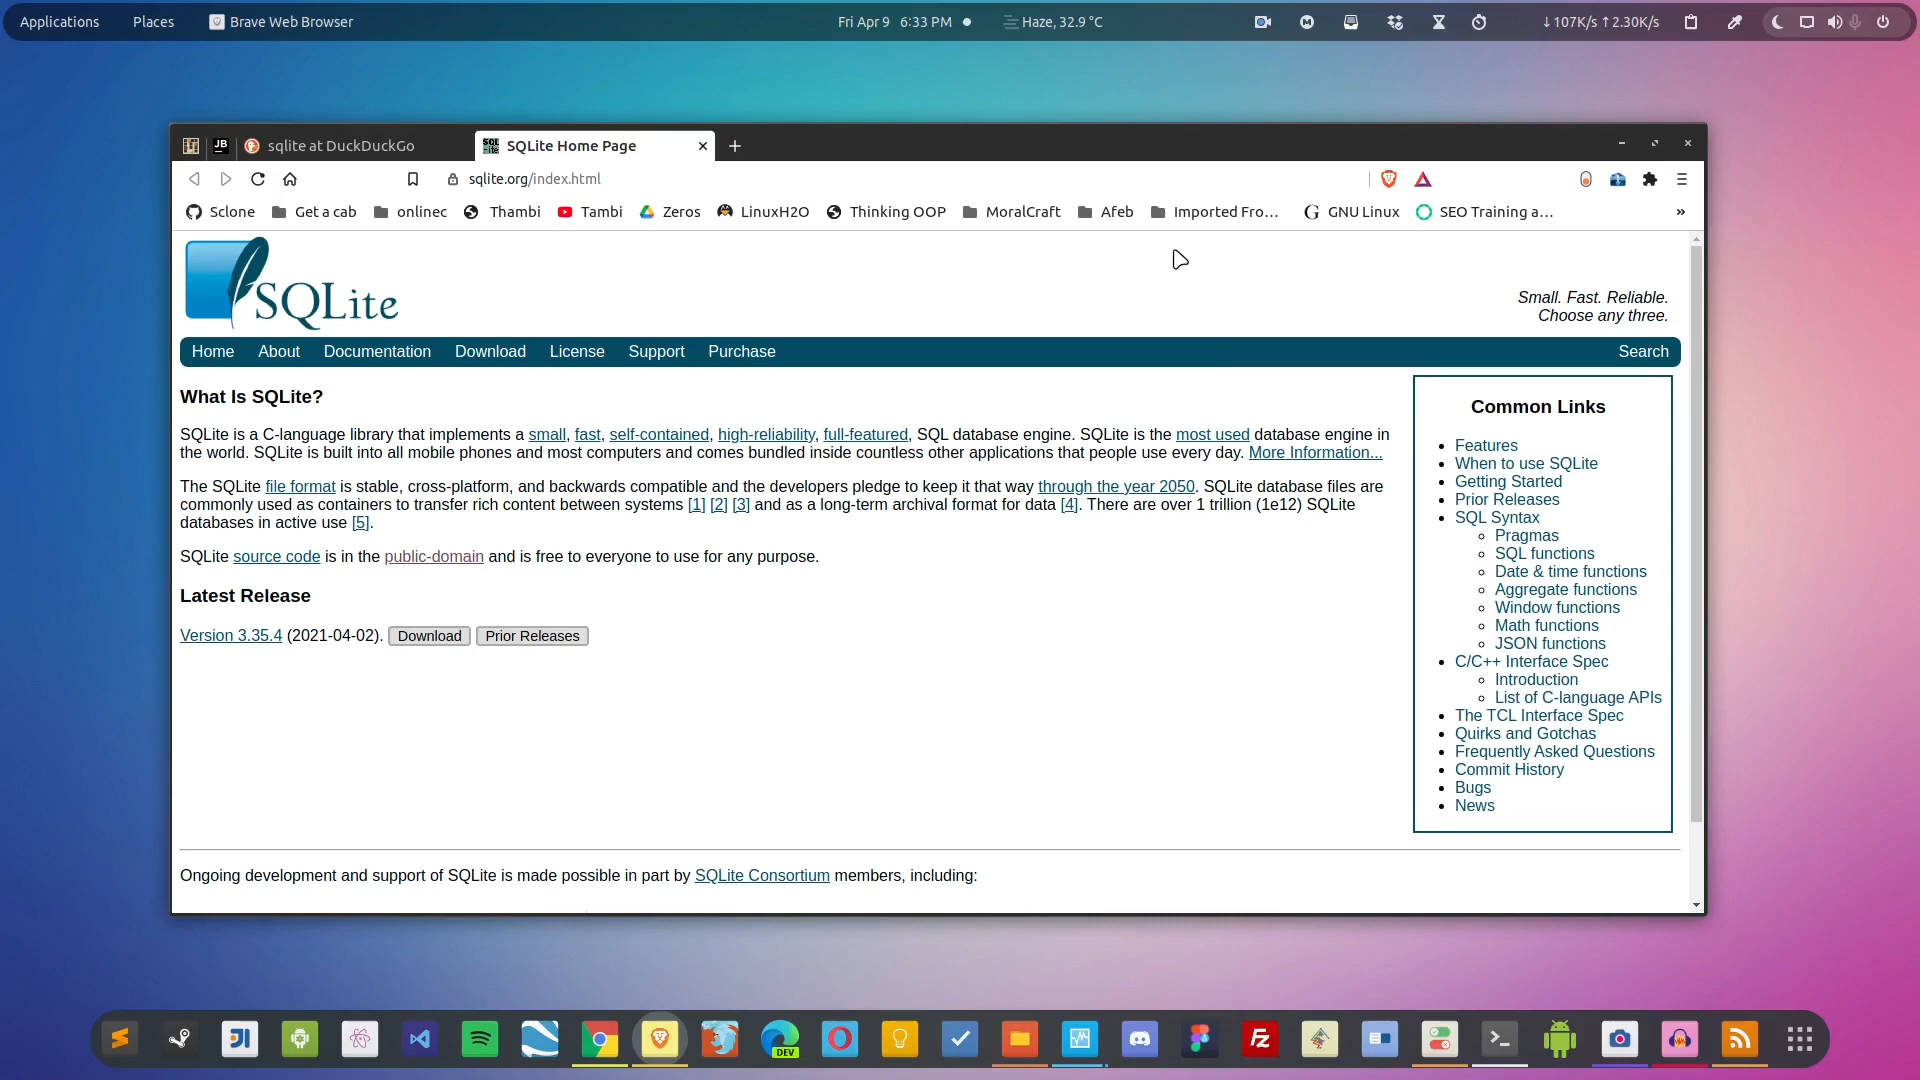 Applications Places Brave Web Browser Fri Apr 9 6:33 PM Haze, 32.9 °C ↓107K/s ↑2.30K/s
JB sqlite at DuckDuckGo SQLite Home Page
sqlite.org/index.html
Sclone Get a cab onlinec Thambi Tambi Zeros LinuxH2O Thinking OOP MoralCraft Afeb Imported Fro... GNU Linux SEO Training a... »
SQLite
Small. Fast. Reliable.
Choose any three.
Home About Documentation Download License Support Purchase Search
What Is SQLite?
SQLite is a C-language library that implements a small, fast, self-contained, high-reliability, full-featured, SQL database engine. SQLite is the most used database engine in
the world. SQLite is built into all mobile phones and most computers and comes bundled inside countless other applications that people use every day. More Information...
The SQLite file format is stable, cross-platform, and backwards compatible and the developers pledge to keep it that way through the year 2050. SQLite database files are
commonly used as containers to transfer rich content between systems [1] [2] [3] and as a long-term archival format for data [4]. There are over 1 trillion (1e12) SQLite
databases in active use [5].
SQLite source code is in the public-domain and is free to everyone to use for any purpose.
Latest Release
Version 3.35.4 (2021-04-02). Download Prior Releases
Common Links
Features
When to use SQLite
Getting Started
Prior Releases
SQL Syntax
Pragmas
SQL functions
Date & time functions
Aggregate functions
Window functions
Math functions
JSON functions
C/C++ Interface Spec
Introduction
List of C-language APIs
The TCL Interface Spec
Quirks and Gotchas
Frequently Asked Questions
Commit History
Bugs
News
Ongoing development and support of SQLite is made possible in part by SQLite Consortium members, including:
DEV